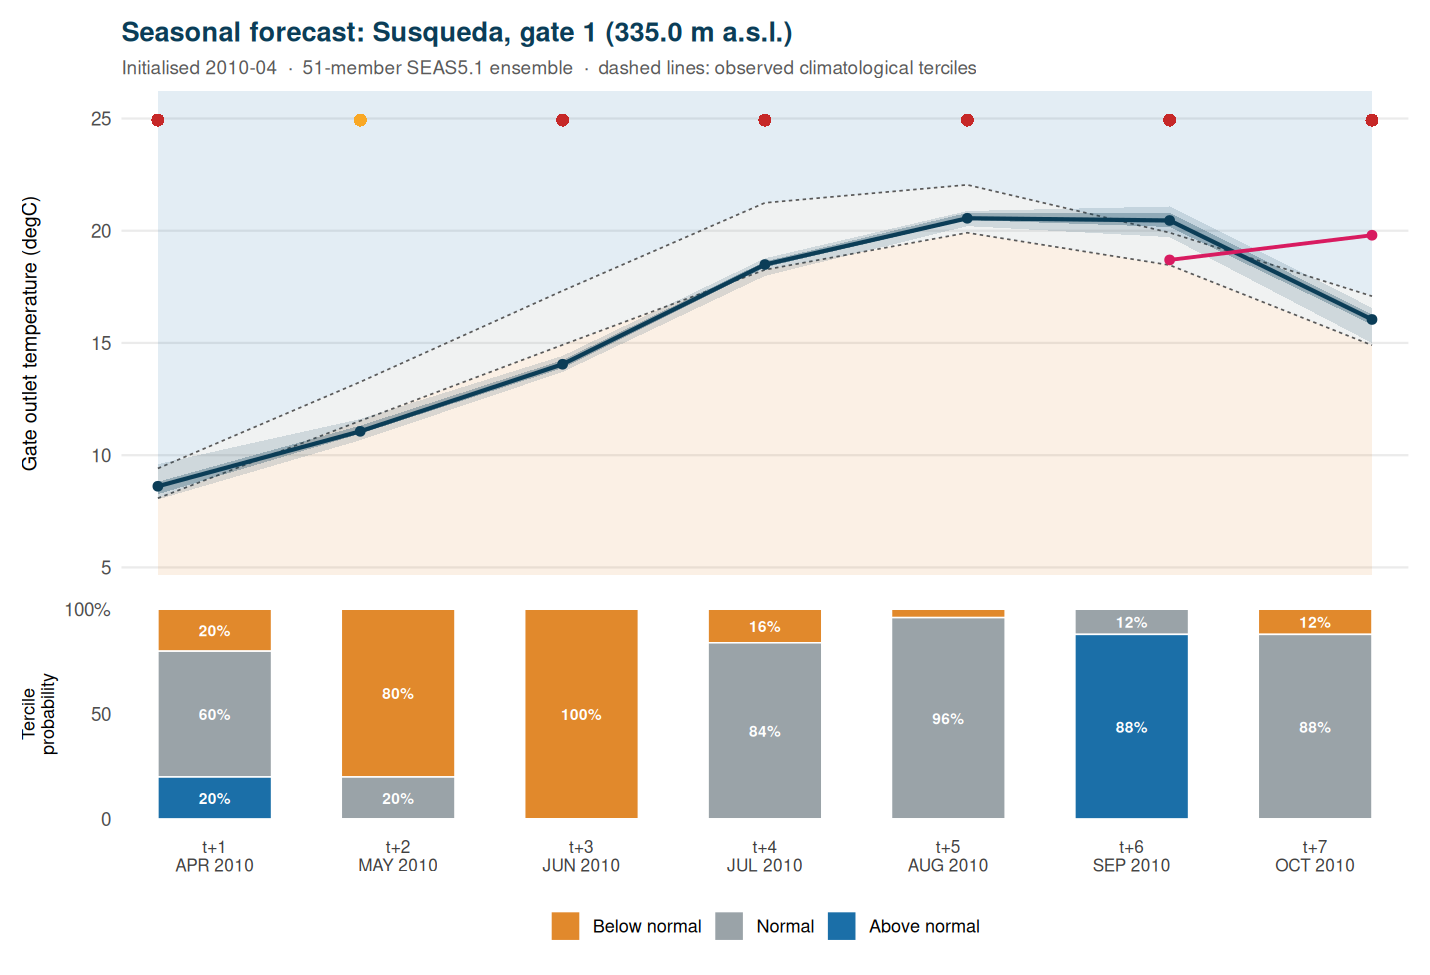 Seasonal forecast: Susqueda, gate 1 (335.0 m a.s.l.)
Initialised 2010-04 · 51-member SEAS5.1 ensemble · dashed lines: observed climatological terciles
Gate outlet temperature (degC)
25
20
15
10
5
Tercile
probability
100%
50
0
20%
60%
20%
80%
20%
100%
16%
84%
96%
12%
88%
12%
88%
t+1
APR 2010
t+2
MAY 2010
t+3
JUN 2010
t+4
JUL 2010
t+5
AUG 2010
t+6
SEP 2010
t+7
OCT 2010
Below normal
Normal
Above normal